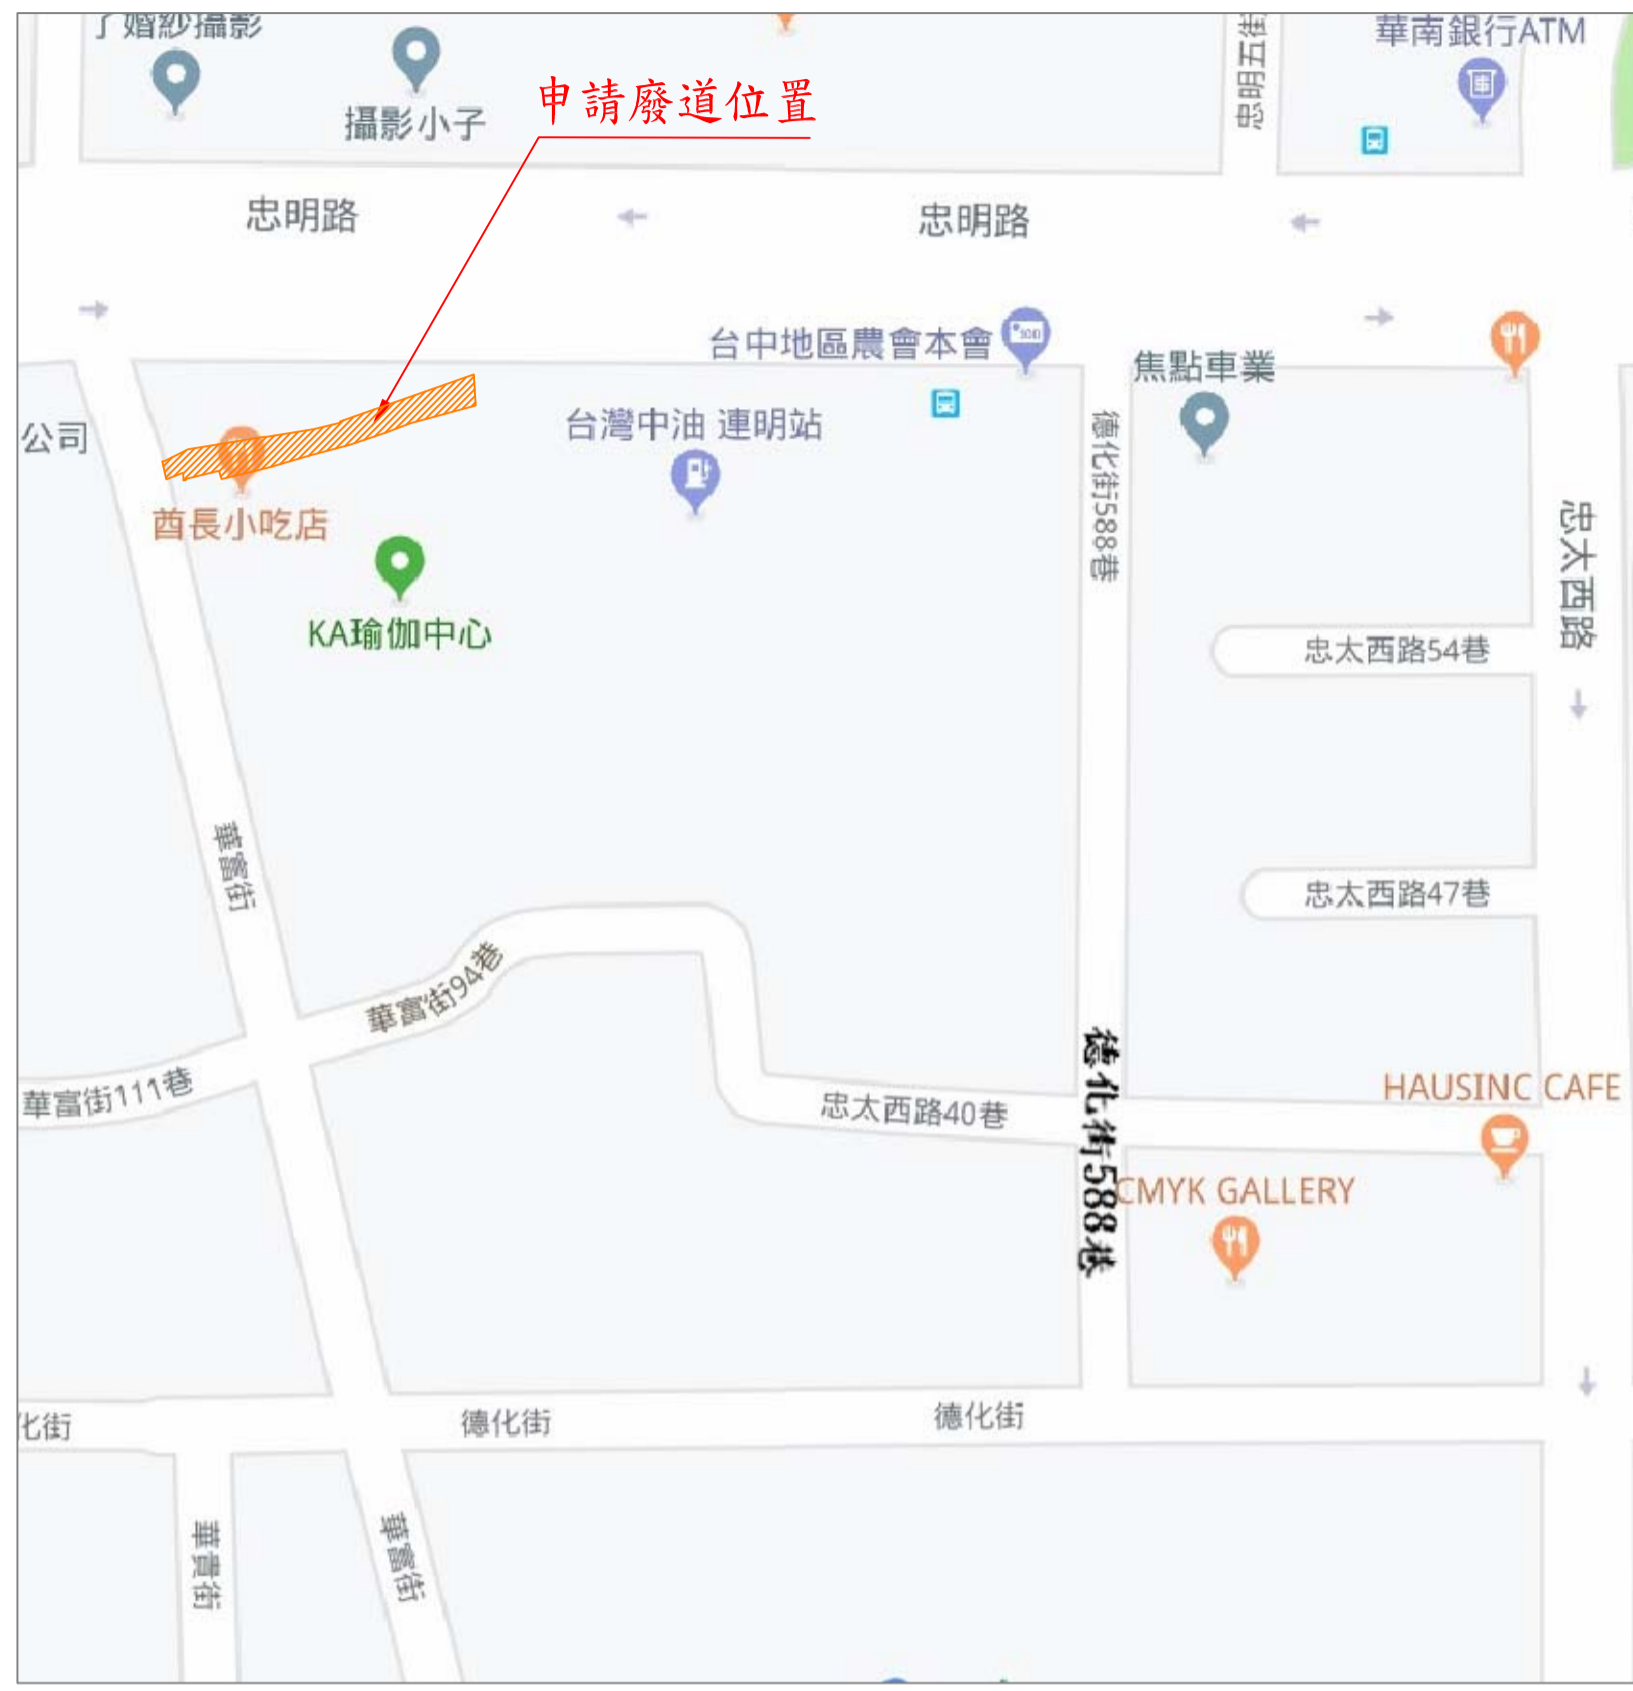 婚紗攝影
攝影小子
申請廢道位置
忠明五街
華南銀行ATM
忠明路
忠明路
台中地區農會本會
焦點車業
公司
台灣中油 連明站
德化街588巷
酋長小吃店
KA瑜伽中心
忠太西路
忠太西路54巷
華富街
忠太西路47巷
華富街94巷
華富街111巷
忠太西路40巷
德化街588巷
HAUSINC CAFE
CMYK GALLERY
化街
德化街
德化街
華貴街
華富街